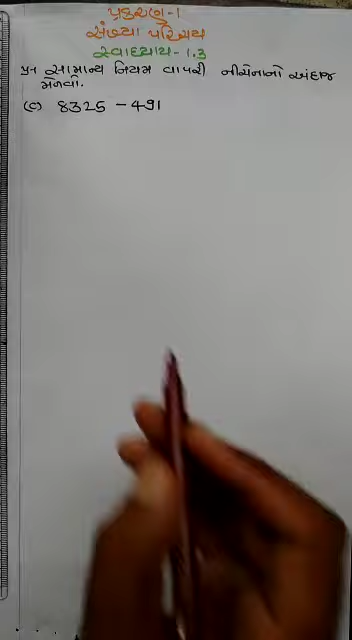 પ્રકરણ-1
સંખ્યા પરિચય
સ્વાધ્યાય-1.3
પ્ર-1 સામાન્ય નિયમ વાપરી નીચેનાનો અંદાજ
મેળવો.
(c) 8325 - 491